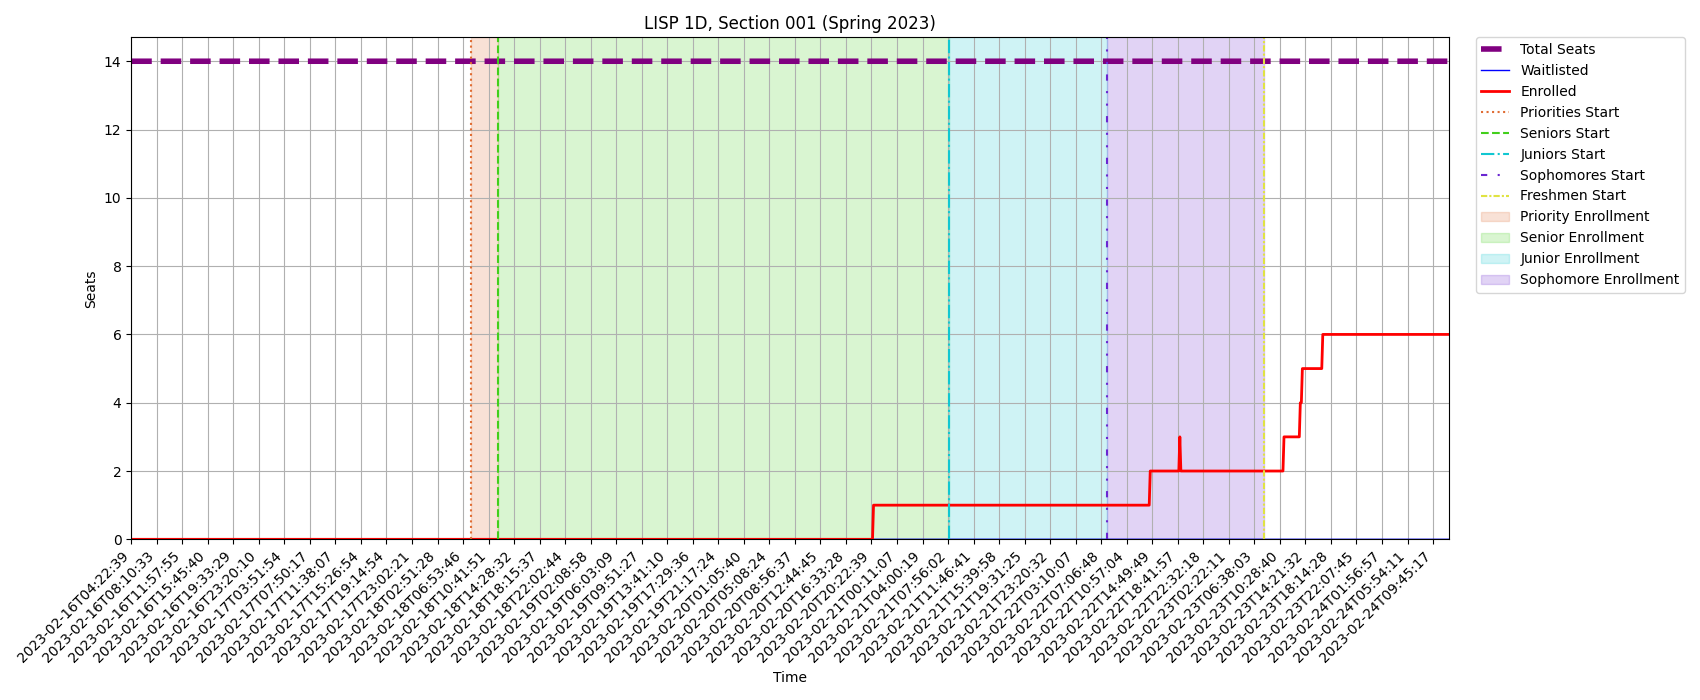 LISP 1D, Section 001 (Spring 2023)
14
12
10
8
6
4
2
0
Seats
2023-02-16T04:22:39
2023-02-16T08:10:33
2023-02-16T11:57:55
2023-02-16T15:45:40
2023-02-16T19:33:29
2023-02-16T23:20:10
2023-02-17T03:51:54
2023-02-17T07:50:17
2023-02-17T11:38:07
2023-02-17T15:26:54
2023-02-17T19:14:54
2023-02-17T23:02:21
2023-02-18T02:51:28
2023-02-18T06:53:46
2023-02-18T10:41:51
2023-02-18T14:28:32
2023-02-18T18:15:37
2023-02-18T22:02:44
2023-02-19T02:08:58
2023-02-19T06:03:09
2023-02-19T09:51:27
2023-02-19T13:41:10
2023-02-19T17:29:36
2023-02-19T21:17:24
2023-02-20T01:05:40
2023-02-20T05:08:24
2023-02-20T08:56:37
2023-02-20T12:44:45
2023-02-20T16:33:28
2023-02-20T20:22:39
2023-02-21T00:11:07
2023-02-21T04:00:19
2023-02-21T07:56:02
2023-02-21T11:46:41
2023-02-21T15:39:58
2023-02-21T19:31:25
2023-02-21T23:20:32
2023-02-22T03:10:07
2023-02-22T07:06:48
2023-02-22T10:57:04
2023-02-22T14:49:49
2023-02-22T18:41:57
2023-02-22T22:32:18
2023-02-23T02:22:11
2023-02-23T06:38:03
2023-02-23T10:28:40
2023-02-23T14:21:32
2023-02-23T18:14:28
2023-02-23T22:07:45
2023-02-24T01:56:57
2023-02-24T05:54:11
2023-02-24T09:45:17
Time
Total Seats
Waitlisted
Enrolled
Priorities Start
Seniors Start
Juniors Start
Sophomores Start
Freshmen Start
Priority Enrollment
Senior Enrollment
Junior Enrollment
Sophomore Enrollment